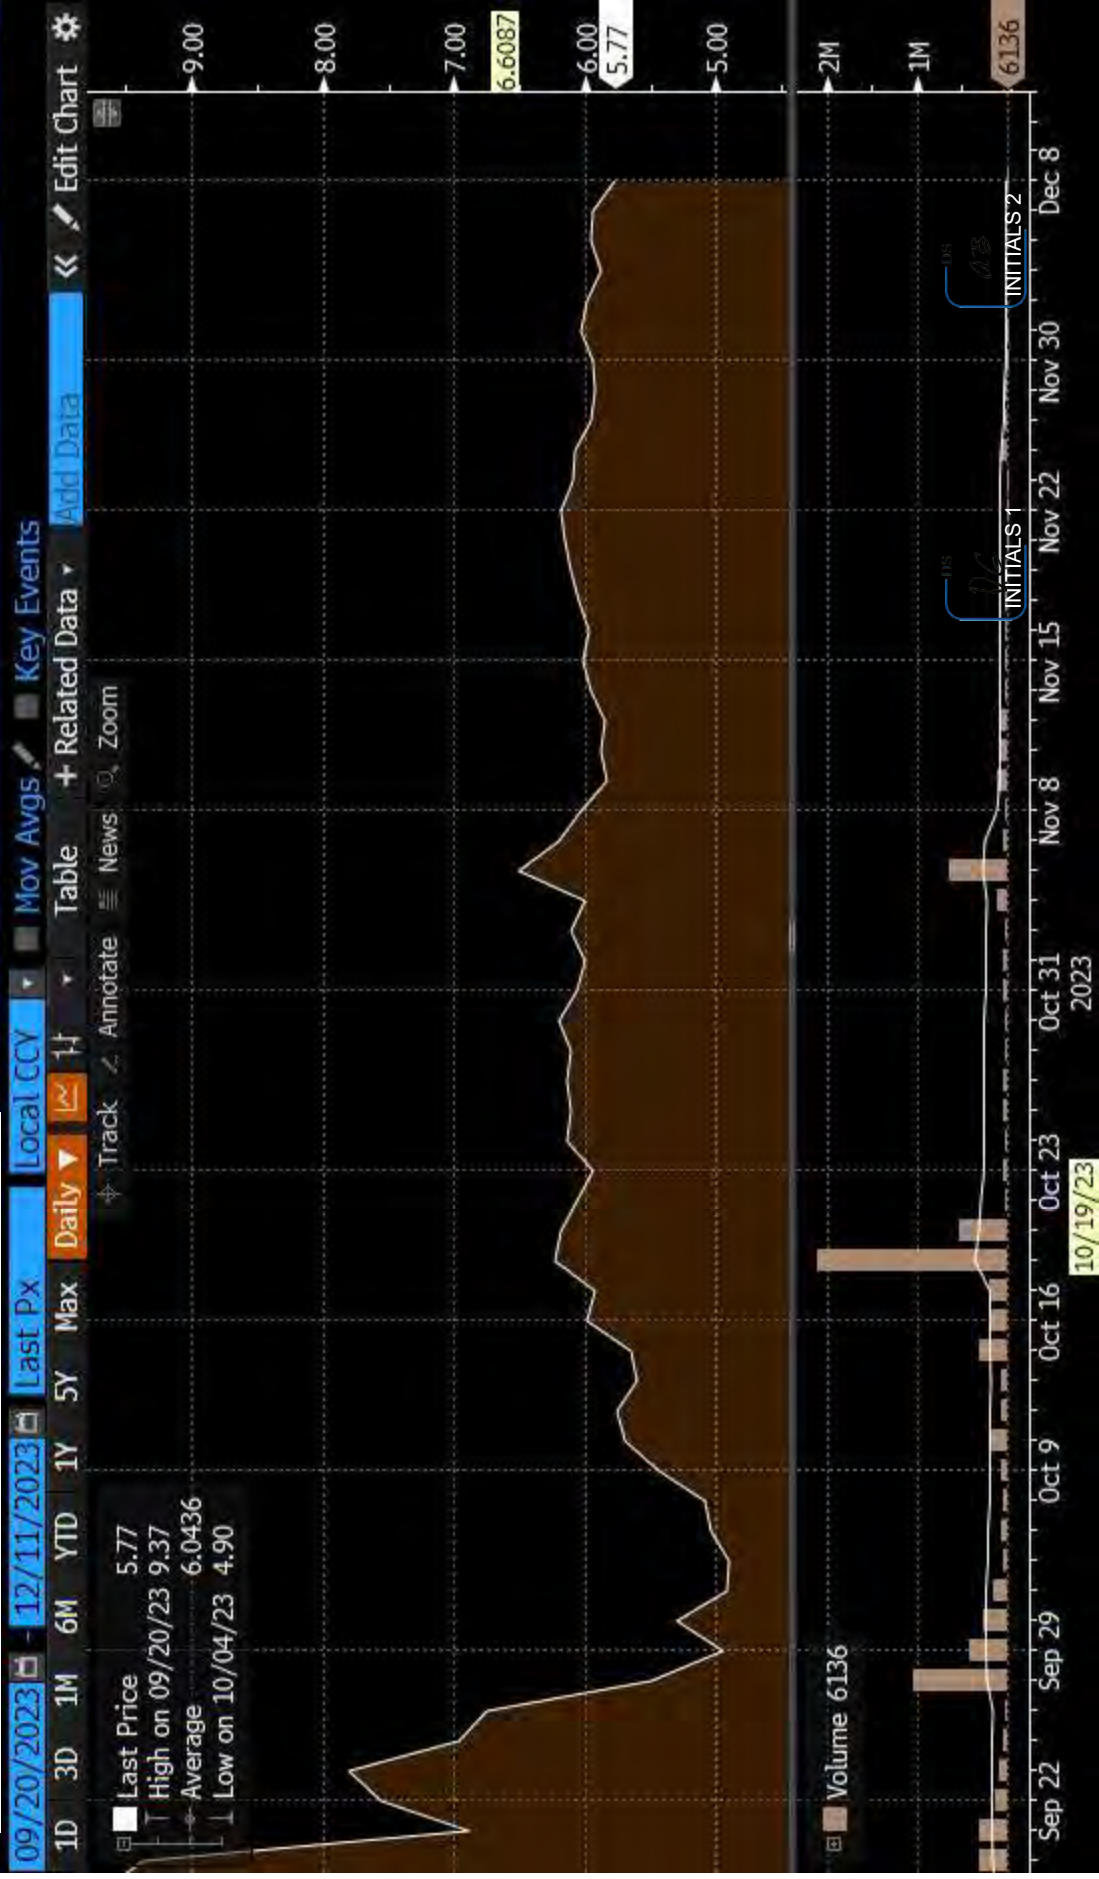 09/20/2023 - 12/11/2023 Last Px Local CCY Mov Avgs Key Events
1D 3D 1M 6M YTD 1Y 5Y Max Daily Table + Related Data Add Data Edit Chart
Track Annotate News Zoom
Last Price 5.77
High on 09/20/23 9.37
Average 6.0436
Low on 10/04/23 4.90
9.00
8.00
7.00
6.6087
6.00
5.77
5.00
Volume 6136
2M
1M
6136
DS
INITIALS 1
DS
INITIALS 2
Sep 22 Sep 29 Oct 9 Oct 16 Oct 23 Oct 31 Nov 8 Nov 15 Nov 22 Nov 30 Dec 8
2023
10/19/23